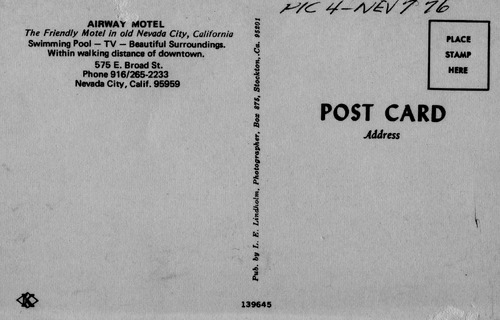 AIRWAY MOTEL
The Friendly Motel in old Nevada City, California
Swimming Pool — TV — Beautiful Surroundings.
Within walking distance of downtown.
575 E. Broad St.
Phone 916/265-2233
Nevada City, Calif. 95959
Pub. by L. E. Lindholm, Photographer, Box 875, Stockton, Ca. 95201
PIC 4-NEV 7 76
PLACE
STAMP
HERE
POST CARD
Address
K
139645